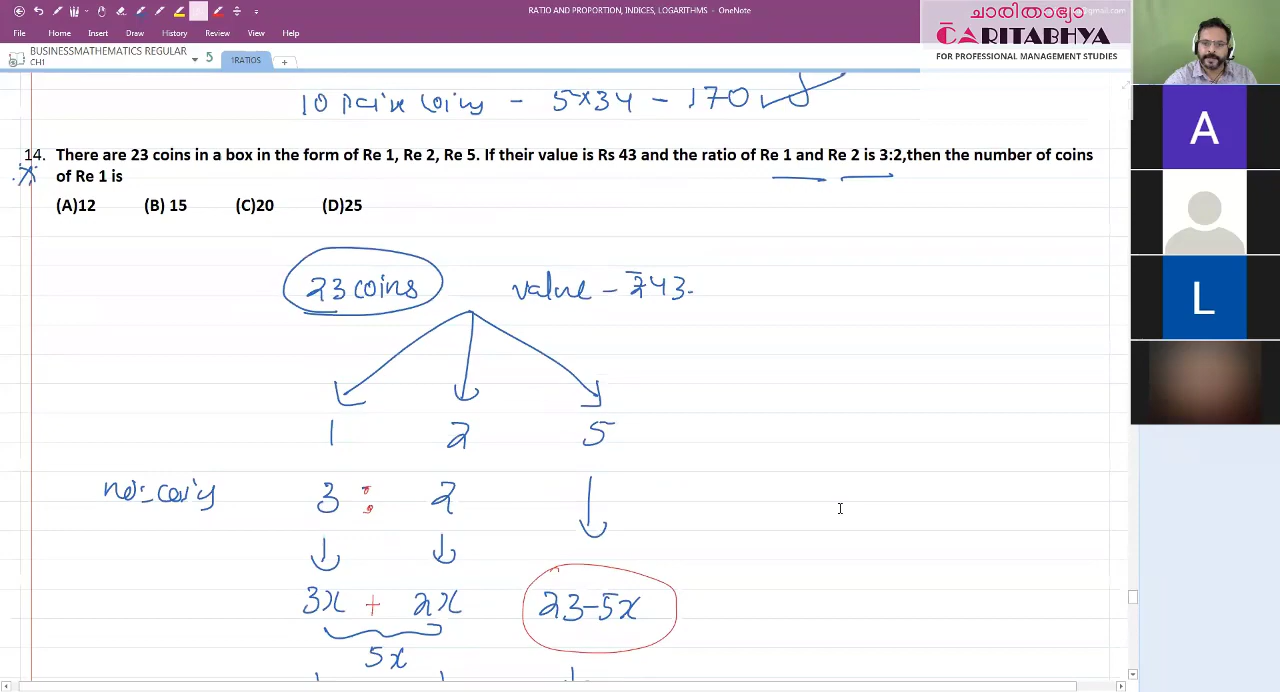 RATIO AND PROPORTION, INDICES, LOGARITHMS - OneNote
@gmail.com
File Home Insert Draw History Review View Help
ചാരിതാഭ്യാ
CARITABHYA
FOR PROFESSIONAL MANAGEMENT STUDIES
BUSINESSMATHEMATICS REGULAR
CH1
5
1RATIOS
10 paise coins - 5×34 - 170
14. There are 23 coins in a box in the form of Re 1, Re 2, Re 5. If their value is Rs 43 and the ratio of Re 1 and Re 2 is 3:2,then the number of coins
of Re 1 is
(A)12 (B) 15 (C)20 (D)25
23 coins value - ₹43.
1 2 5
no: coins 3 : 2
3x + 2x 23-5x
5x
A
L